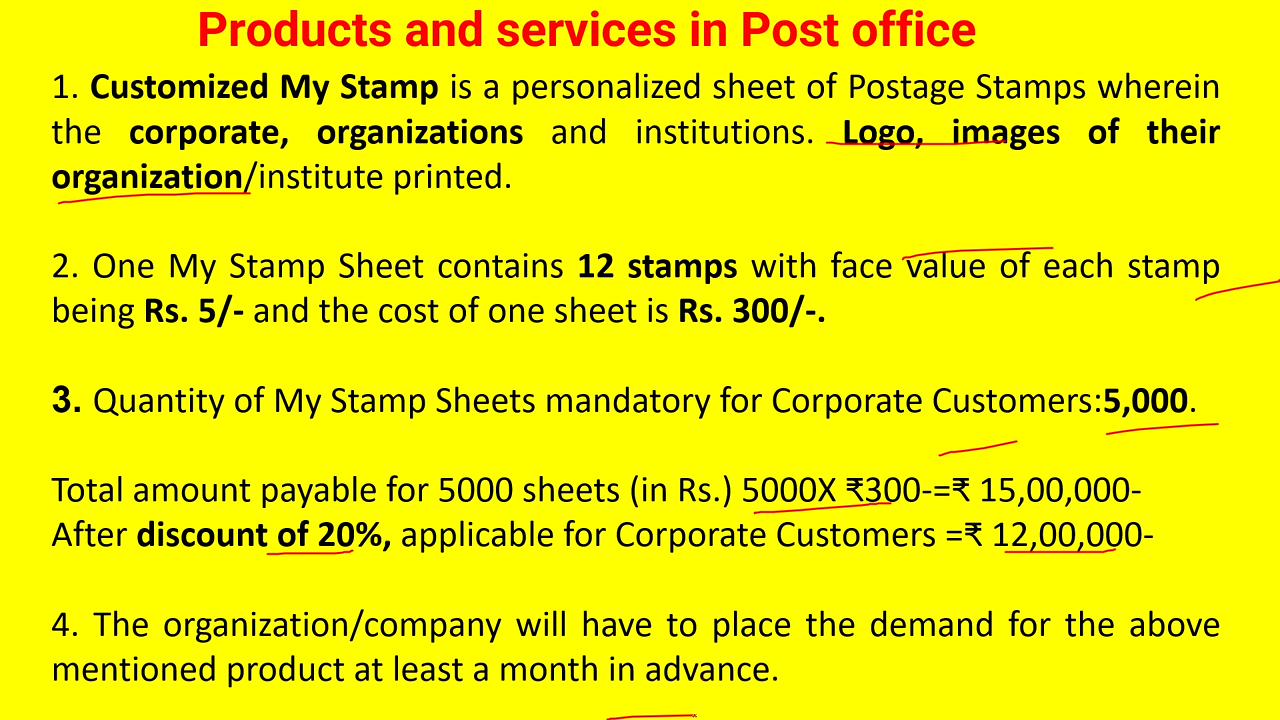 Products and services in Post office
1. Customized My Stamp is a personalized sheet of Postage Stamps wherein
the corporate, organizations and institutions. Logo, images of their
organization/institute printed.
2. One My Stamp Sheet contains 12 stamps with face value of each stamp
being Rs. 5/- and the cost of one sheet is Rs. 300/-.
3. Quantity of My Stamp Sheets mandatory for Corporate Customers:5,000.
Total amount payable for 5000 sheets (in Rs.) 5000X ₹300-=₹ 15,00,000-
After discount of 20%, applicable for Corporate Customers =₹ 12,00,000-
4. The organization/company will have to place the demand for the above
mentioned product at least a month in advance.